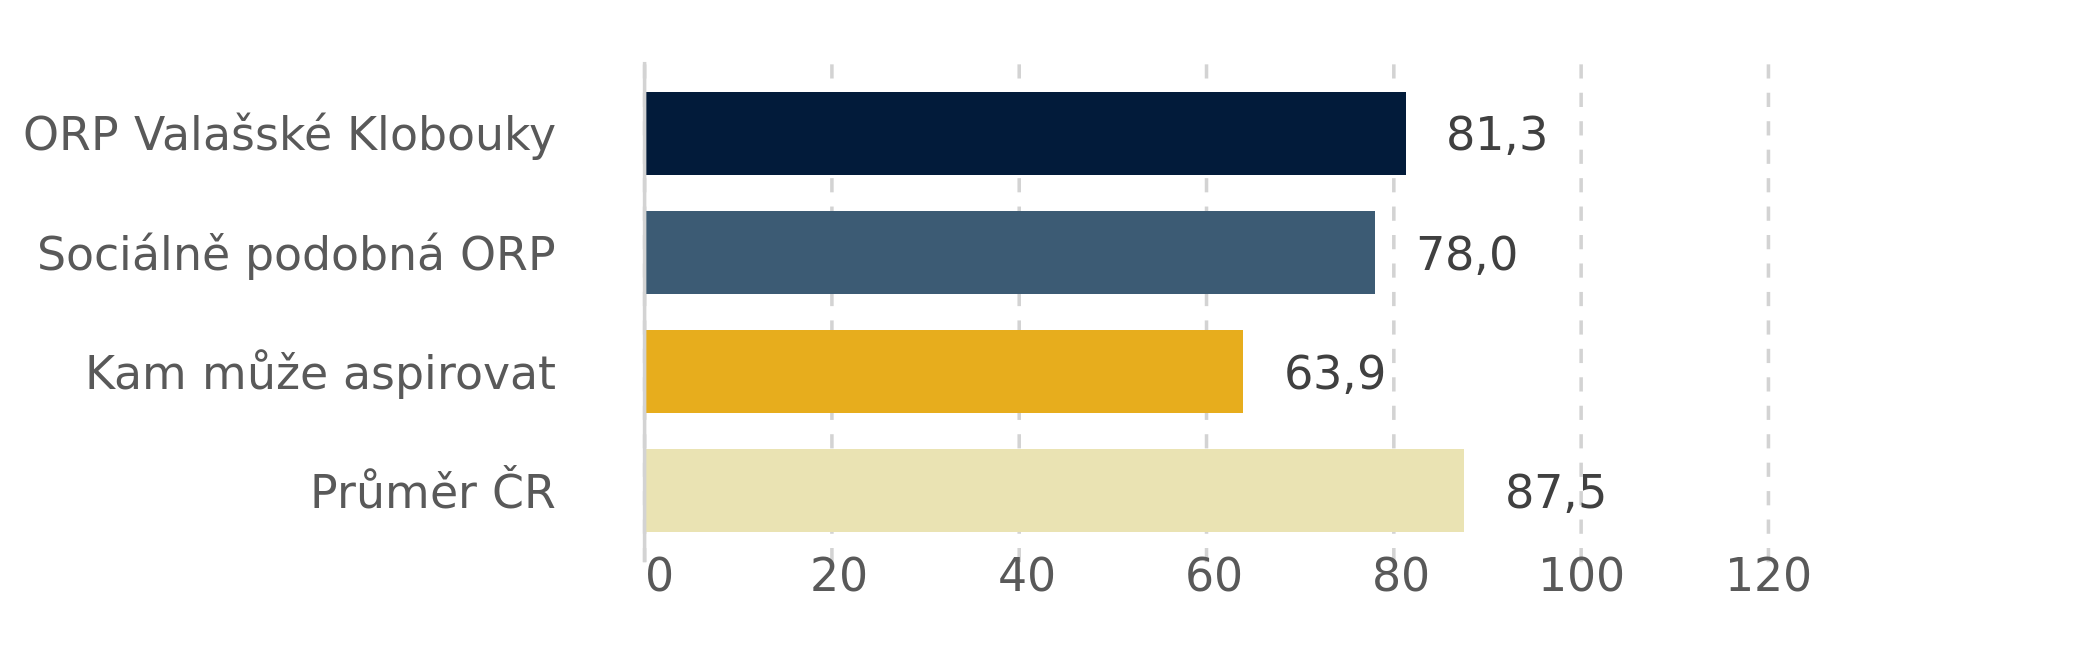 ORP Valašské Klobouky 81,3
Sociálně podobná ORP 78,0
Kam může aspirovat 63,9
Průměr ČR 87,5
0 20 40 60 80 100 120